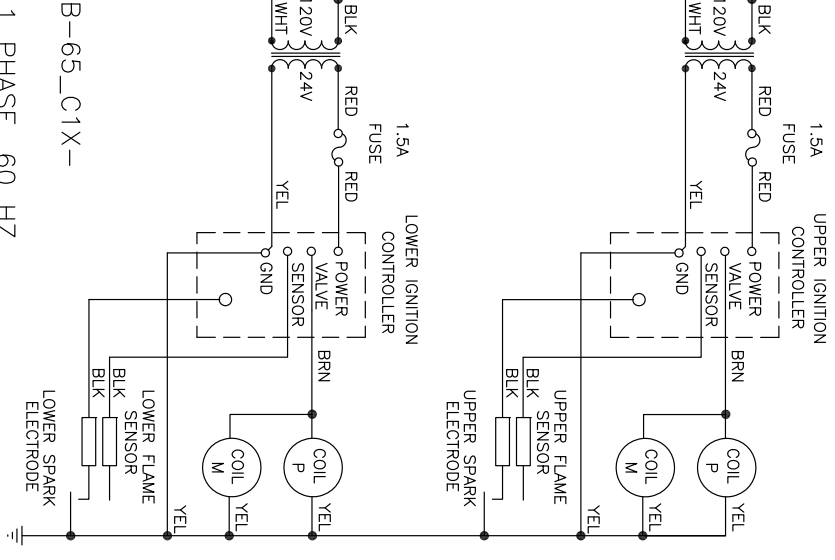 UPPER IGNITION
CONTROLLER
1.5A
FUSE
BLK
120V
WHT
24V
RED
RED
YEL
POWER
VALVE
SENSOR
GND
BRN
COIL
P
YEL
COIL
M
YEL
YEL
BLK
BLK
UPPER FLAME
SENSOR
UPPER SPARK
ELECTRODE
LOWER IGNITION
CONTROLLER
1.5A
FUSE
BLK
120V
WHT
24V
RED
RED
YEL
POWER
VALVE
SENSOR
GND
BRN
COIL
P
YEL
COIL
M
YEL
YEL
BLK
BLK
LOWER FLAME
SENSOR
LOWER SPARK
ELECTRODE
B-65_C1X-
1 PHASE 60 HZ